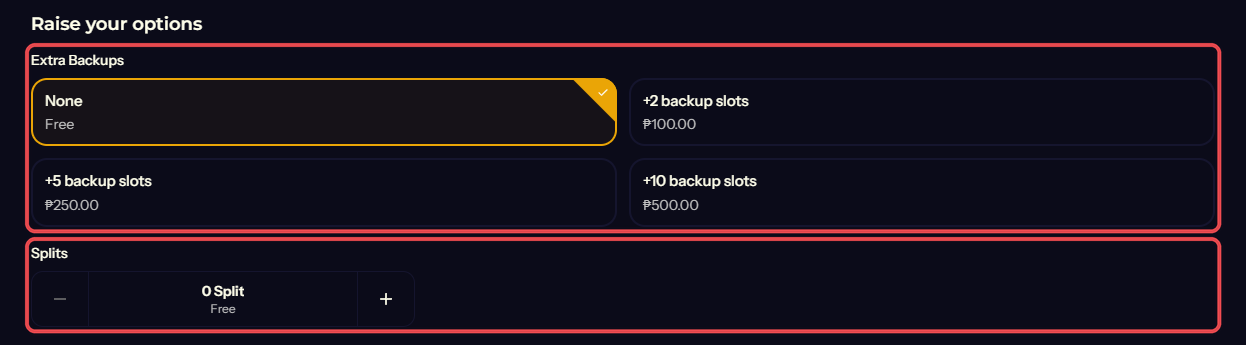 Raise your options
Extra Backups
None
Free
+2 backup slots
₱100.00
+5 backup slots
₱250.00
+10 backup slots
₱500.00
Splits
0 Split
Free